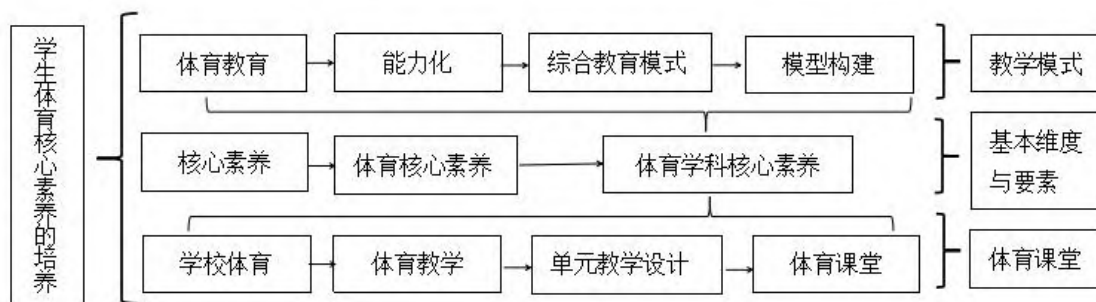 学生体育核心素养的培养
体育教育
能力化
综合教育模式
模型构建
教学模式
核心素养
体育核心素养
体育学科核心素养
基本维度
与要素
学校体育
体育教学
单元教学设计
体育课堂
体育课堂